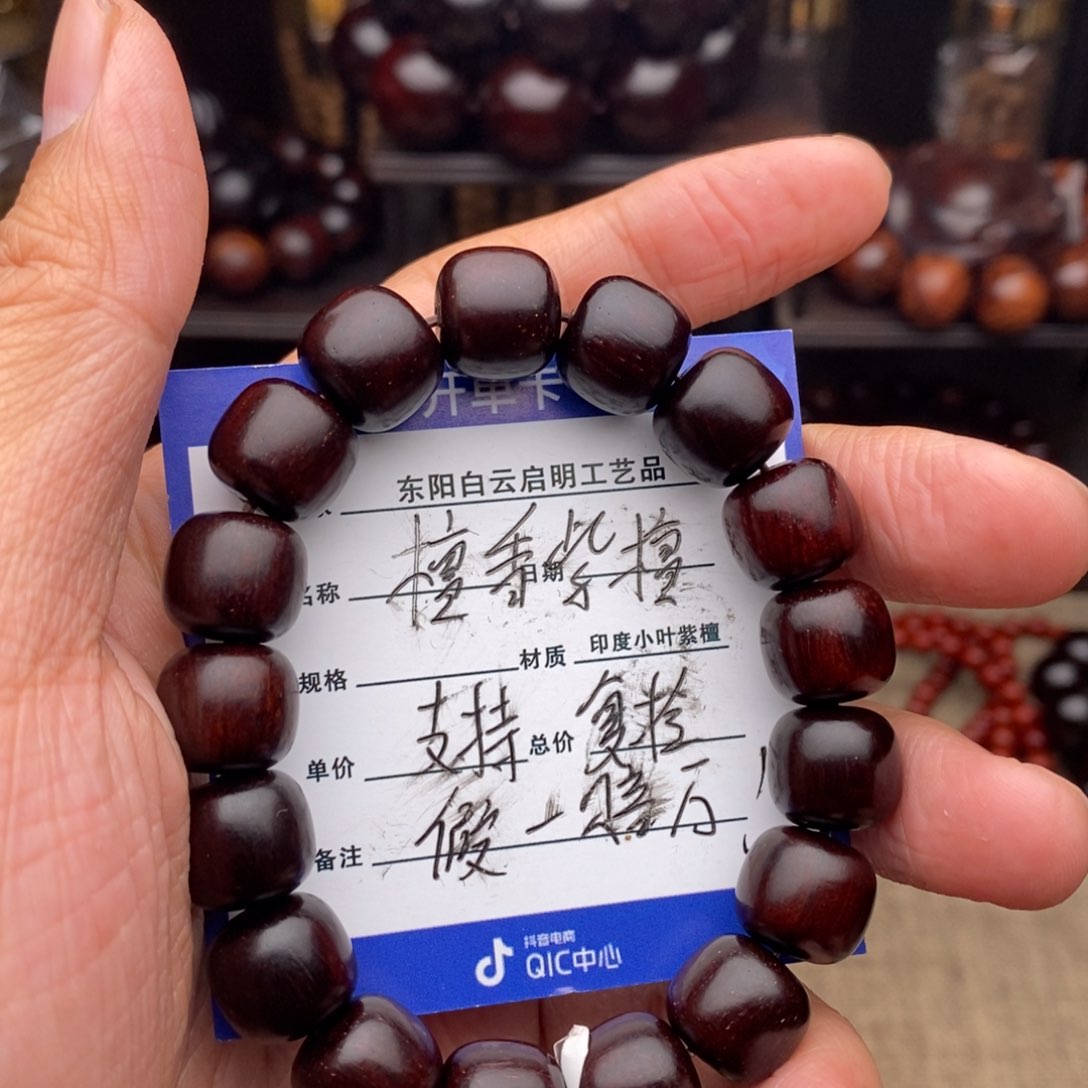 开单卡
东阳白云启明工艺品
名称 檀香紫檀 日期
规格 材质 印度小叶紫檀
单价 支持 总价 复检
备注 假一赔万
抖音电商
QIC中心